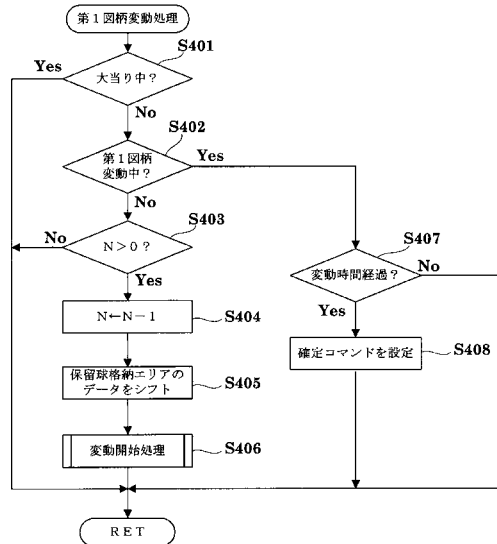 第1図柄変動処理
S401
Yes
大当り中?
No
S402
第1図柄
変動中?
Yes
No
S403
No
N>0?
Yes
S407
変動時間経過?
No
Yes
N←N−1
S404
確定コマンドを設定
S408
保留球格納エリアの
データをシフト
S405
変動開始処理
S406
RET